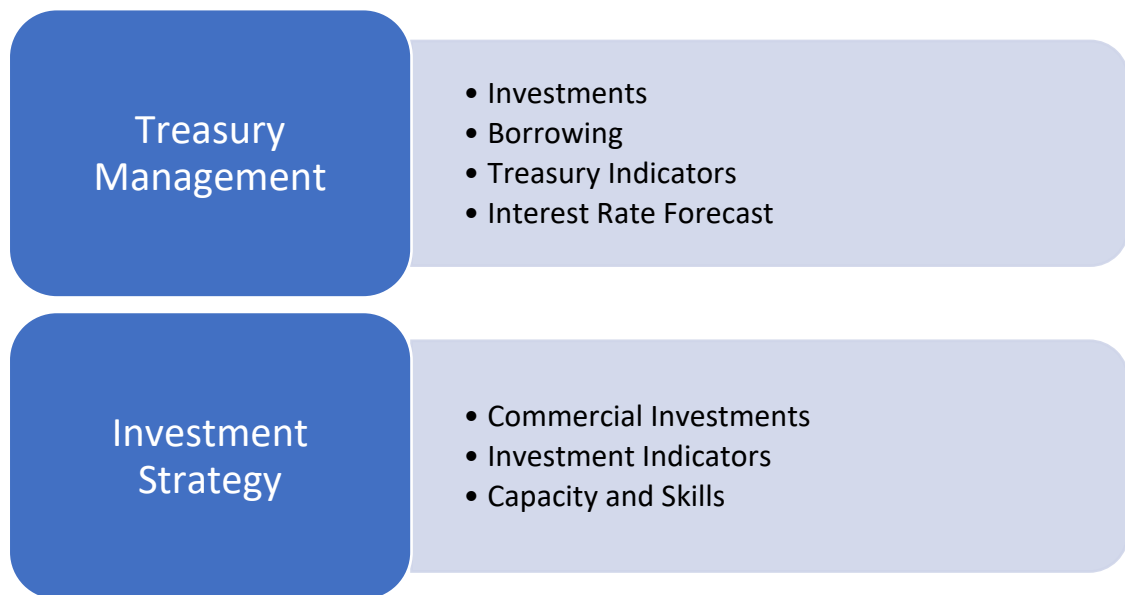 Treasury
Management
• Investments
• Borrowing
• Treasury Indicators
• Interest Rate Forecast
Investment
Strategy
• Commercial Investments
• Investment Indicators
• Capacity and Skills